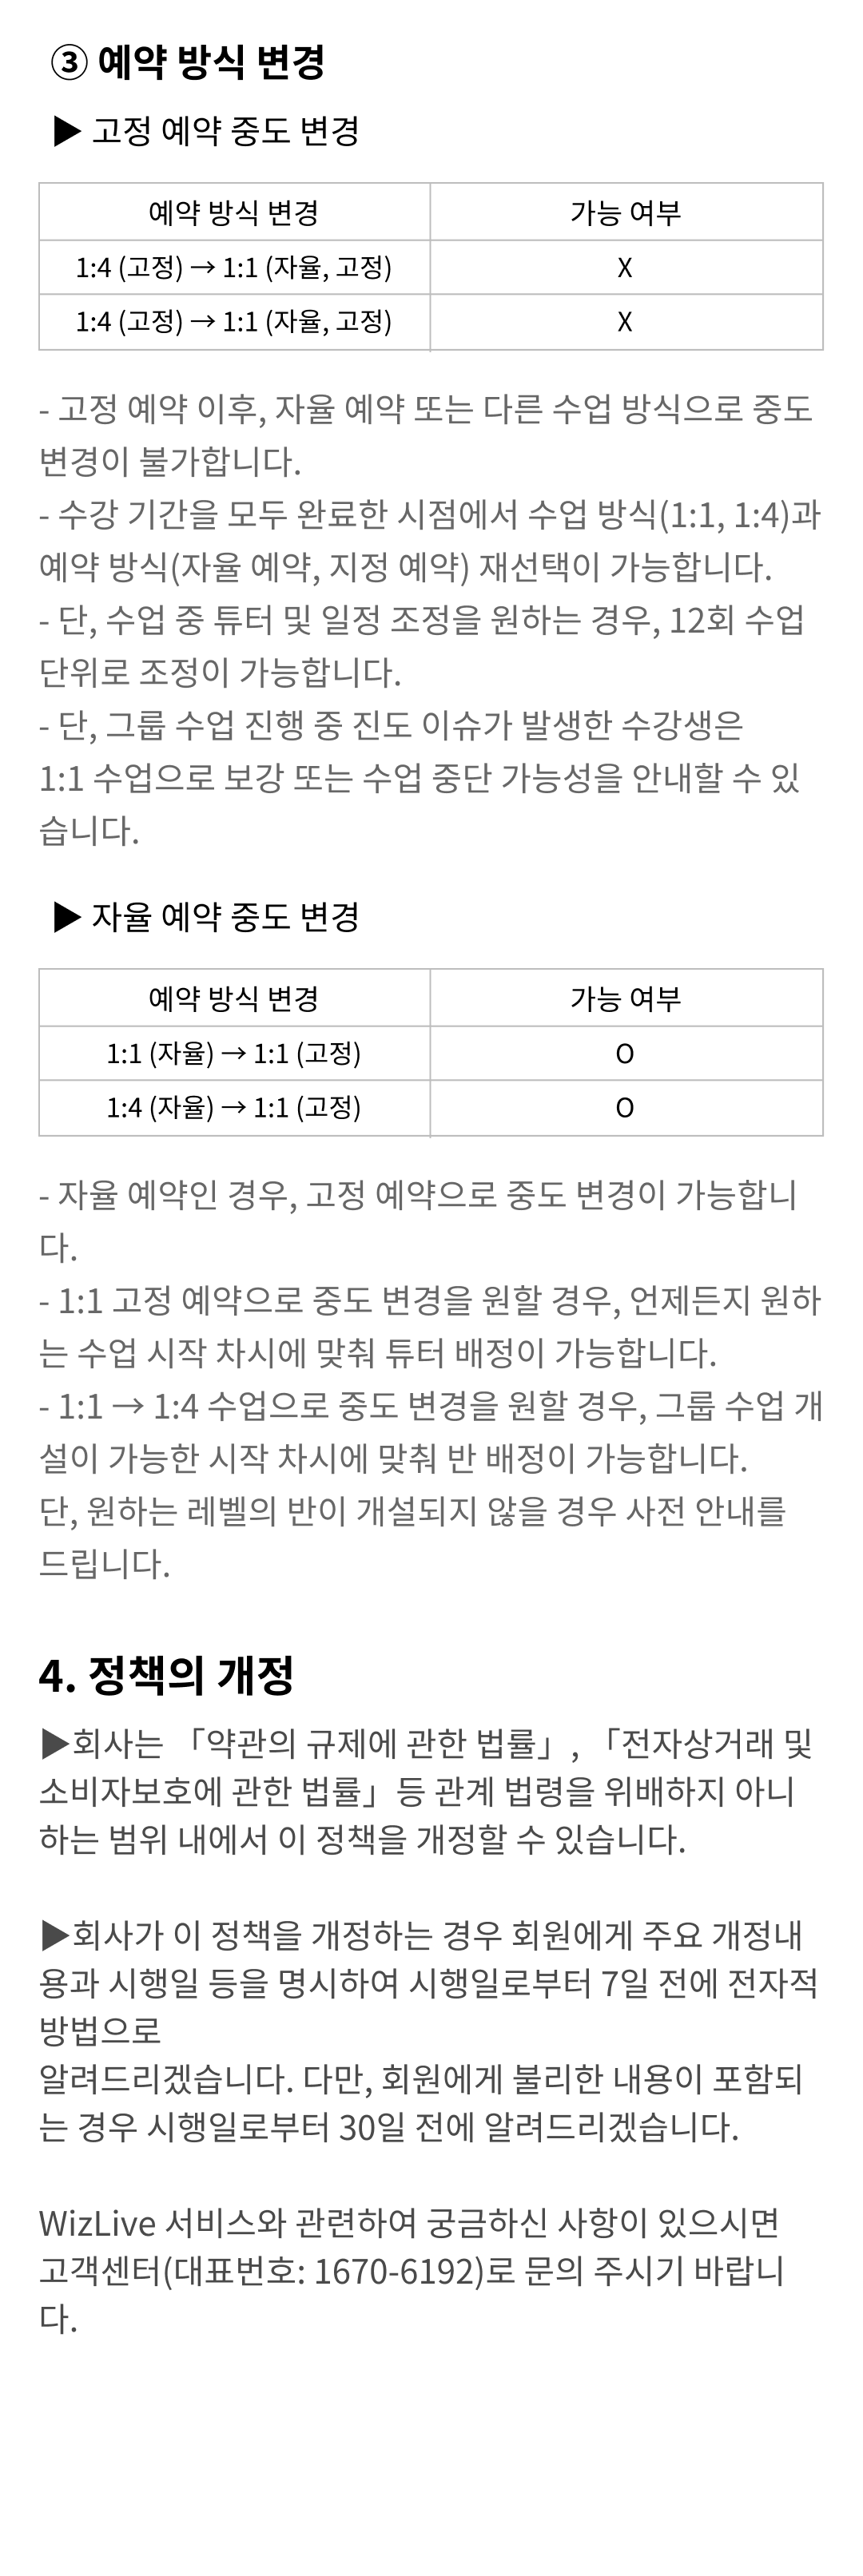 ③ 예약 방식 변경
▶ 고정 예약 중도 변경
예약 방식 변경 가능 여부
1:4 (고정) → 1:1 (자율, 고정) X
1:4 (고정) → 1:1 (자율, 고정) X
- 고정 예약 이후, 자율 예약 또는 다른 수업 방식으로 중도
변경이 불가합니다.
- 수강 기간을 모두 완료한 시점에서 수업 방식(1:1, 1:4)과
예약 방식(자율 예약, 지정 예약) 재선택이 가능합니다.
- 단, 수업 중 튜터 및 일정 조정을 원하는 경우, 12회 수업
단위로 조정이 가능합니다.
- 단, 그룹 수업 진행 중 진도 이슈가 발생한 수강생은
1:1 수업으로 보강 또는 수업 중단 가능성을 안내할 수 있
습니다.
▶ 자율 예약 중도 변경
예약 방식 변경 가능 여부
1:1 (자율) → 1:1 (고정) O
1:4 (자율) → 1:1 (고정) O
- 자율 예약인 경우, 고정 예약으로 중도 변경이 가능합니
다.
- 1:1 고정 예약으로 중도 변경을 원할 경우, 언제든지 원하
는 수업 시작 차시에 맞춰 튜터 배정이 가능합니다.
- 1:1 → 1:4 수업으로 중도 변경을 원할 경우, 그룹 수업 개
설이 가능한 시작 차시에 맞춰 반 배정이 가능합니다.
단, 원하는 레벨의 반이 개설되지 않을 경우 사전 안내를
드립니다.
4. 정책의 개정
▶회사는 「약관의 규제에 관한 법률」, 「전자상거래 및
소비자보호에 관한 법률」등 관계 법령을 위배하지 아니
하는 범위 내에서 이 정책을 개정할 수 있습니다.
▶회사가 이 정책을 개정하는 경우 회원에게 주요 개정내
용과 시행일 등을 명시하여 시행일로부터 7일 전에 전자적
방법으로
알려드리겠습니다. 다만, 회원에게 불리한 내용이 포함되
는 경우 시행일로부터 30일 전에 알려드리겠습니다.
WizLive 서비스와 관련하여 궁금하신 사항이 있으시면
고객센터(대표번호: 1670-6192)로 문의 주시기 바랍니
다.